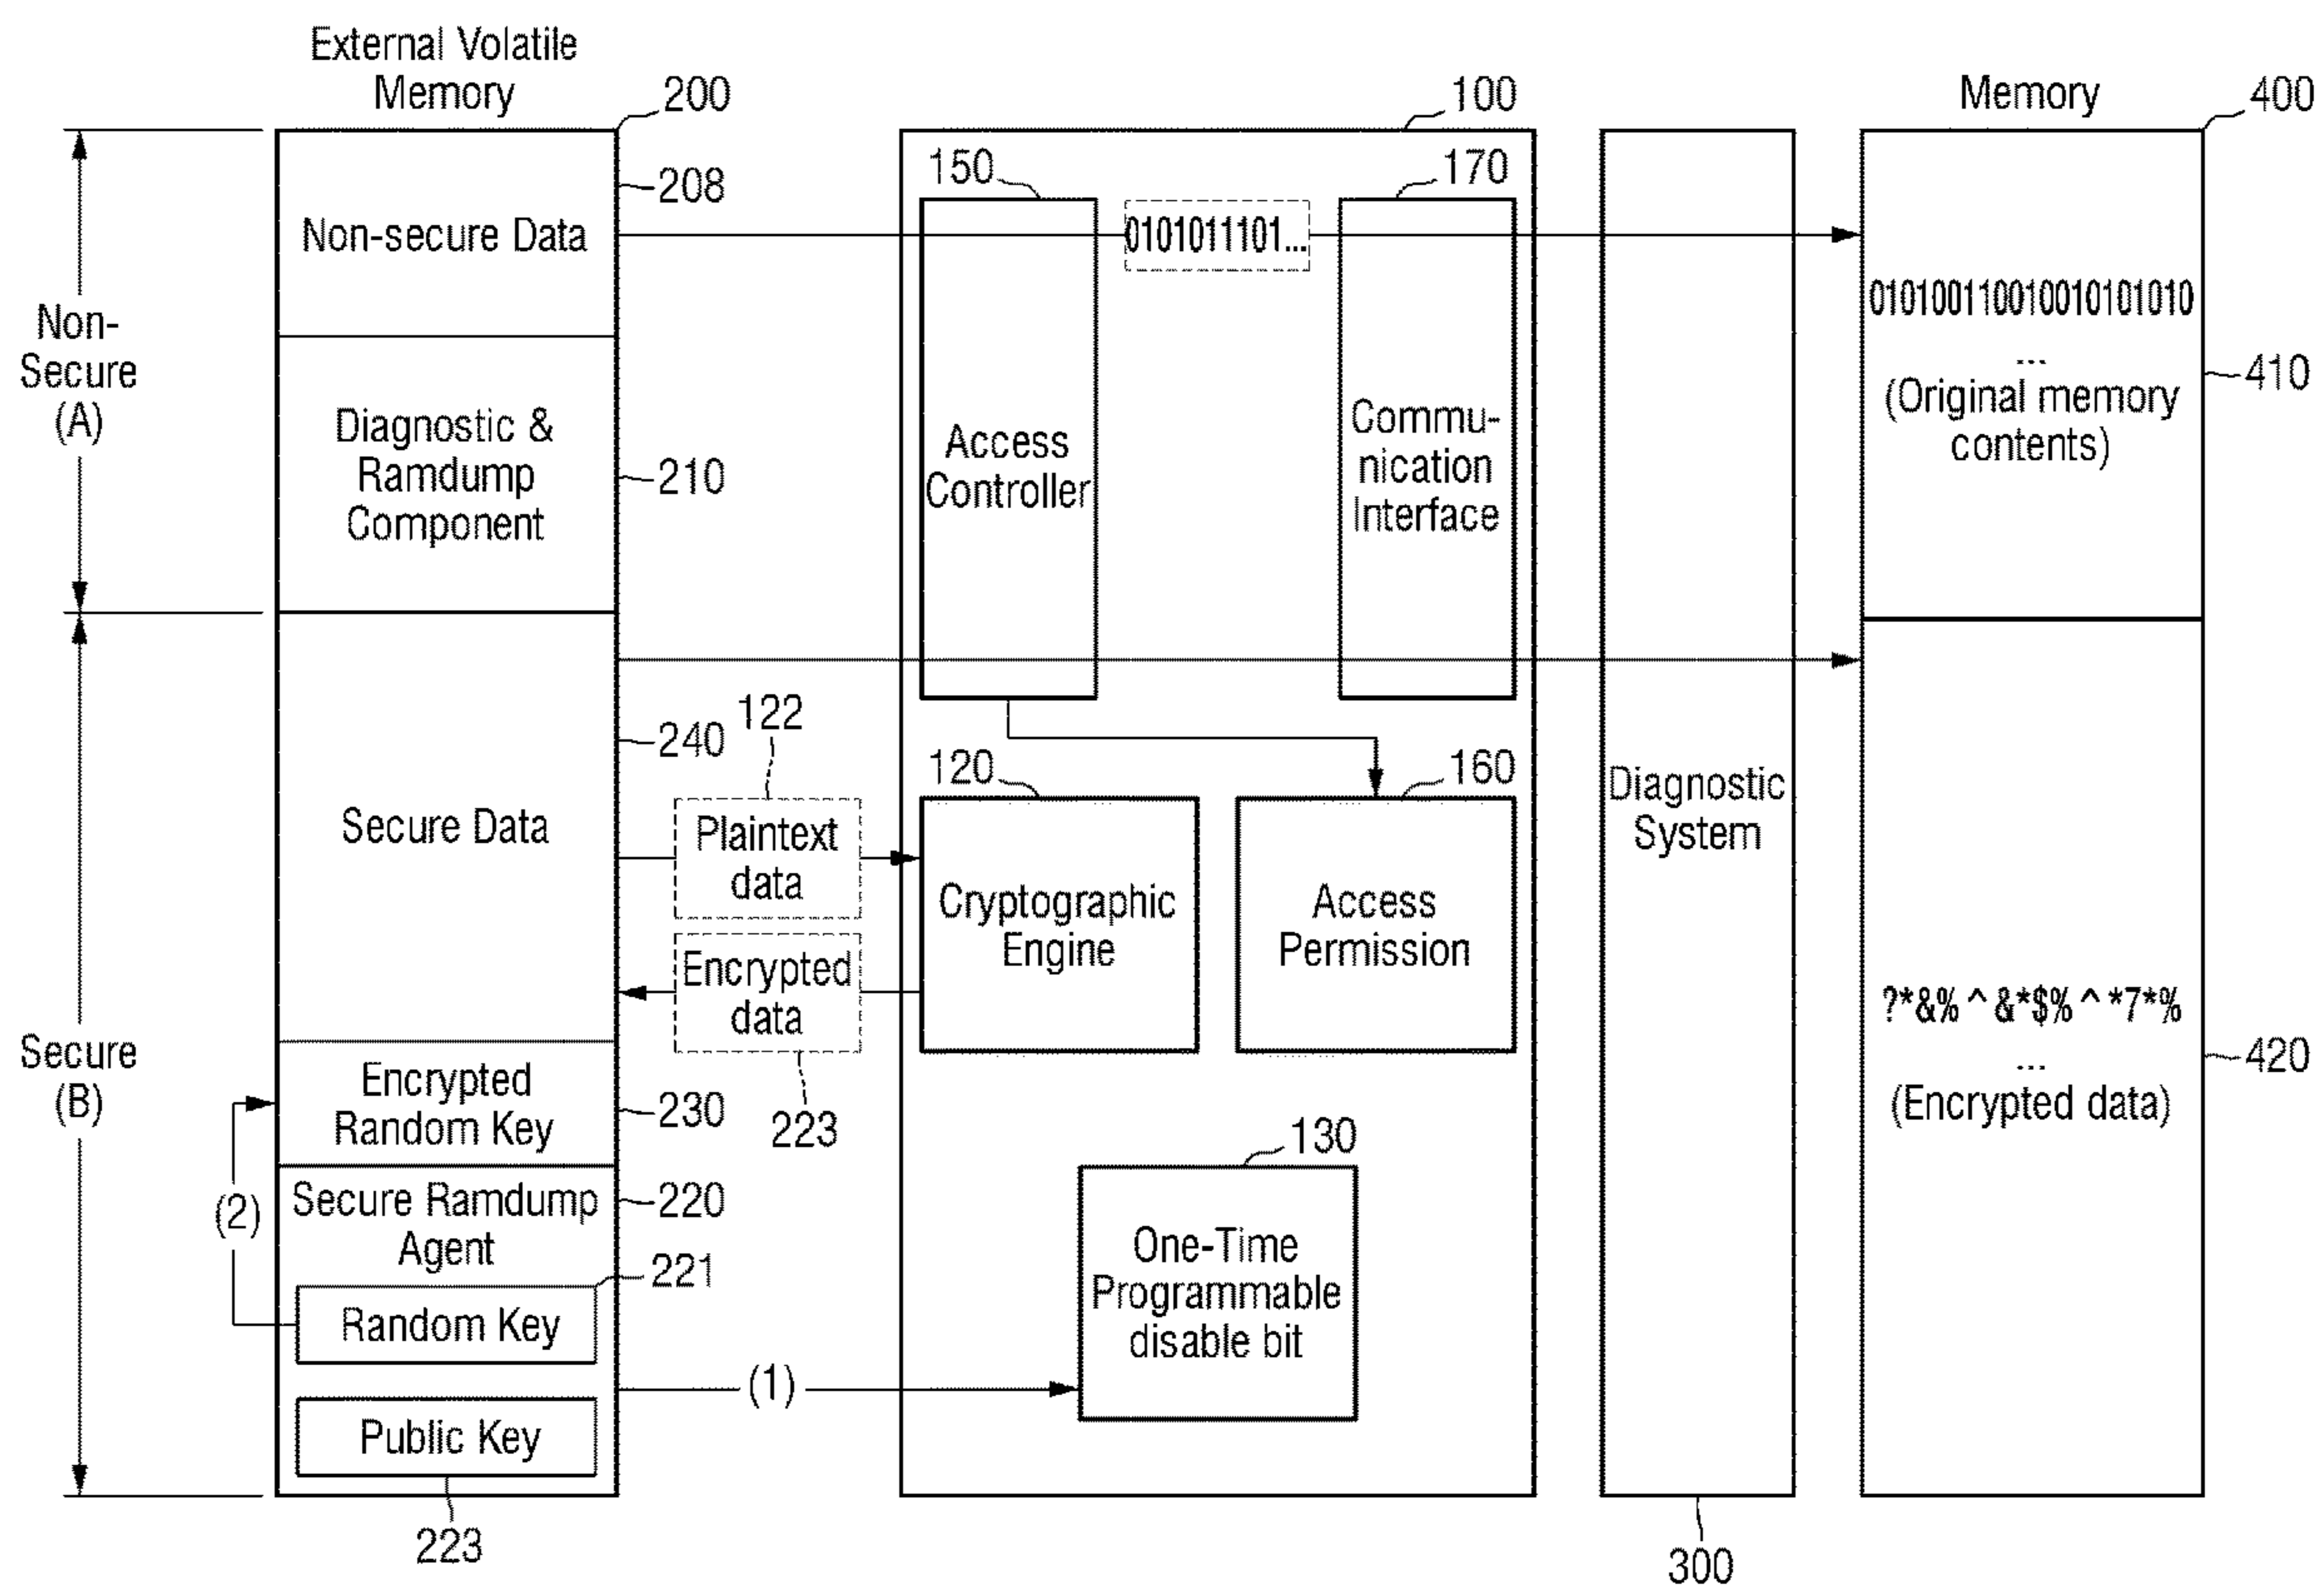 External Volatile
Memory
200
100
Memory
400
150
170
208
Non-secure Data
0101011101...
01010011001001010101010
...
(Original memory
contents)
410
Non-
Secure
(A)
Diagnostic &
Ramdump
Component
210
Access
Controller
Commu-
nication
Interface
122
240
120
160
Diagnostic
System
Secure Data
Plaintext
data
Cryptographic
Engine
Access
Permission
Encrypted
data
?*&%^&*$%^*7*%
...
(Encrypted data)
420
Secure
(B)
Encrypted
Random Key
230
223
130
(2)
Secure Ramdump
Agent
220
221
Random Key
One-Time
Programmable
disable bit
(1)
Public Key
223
300